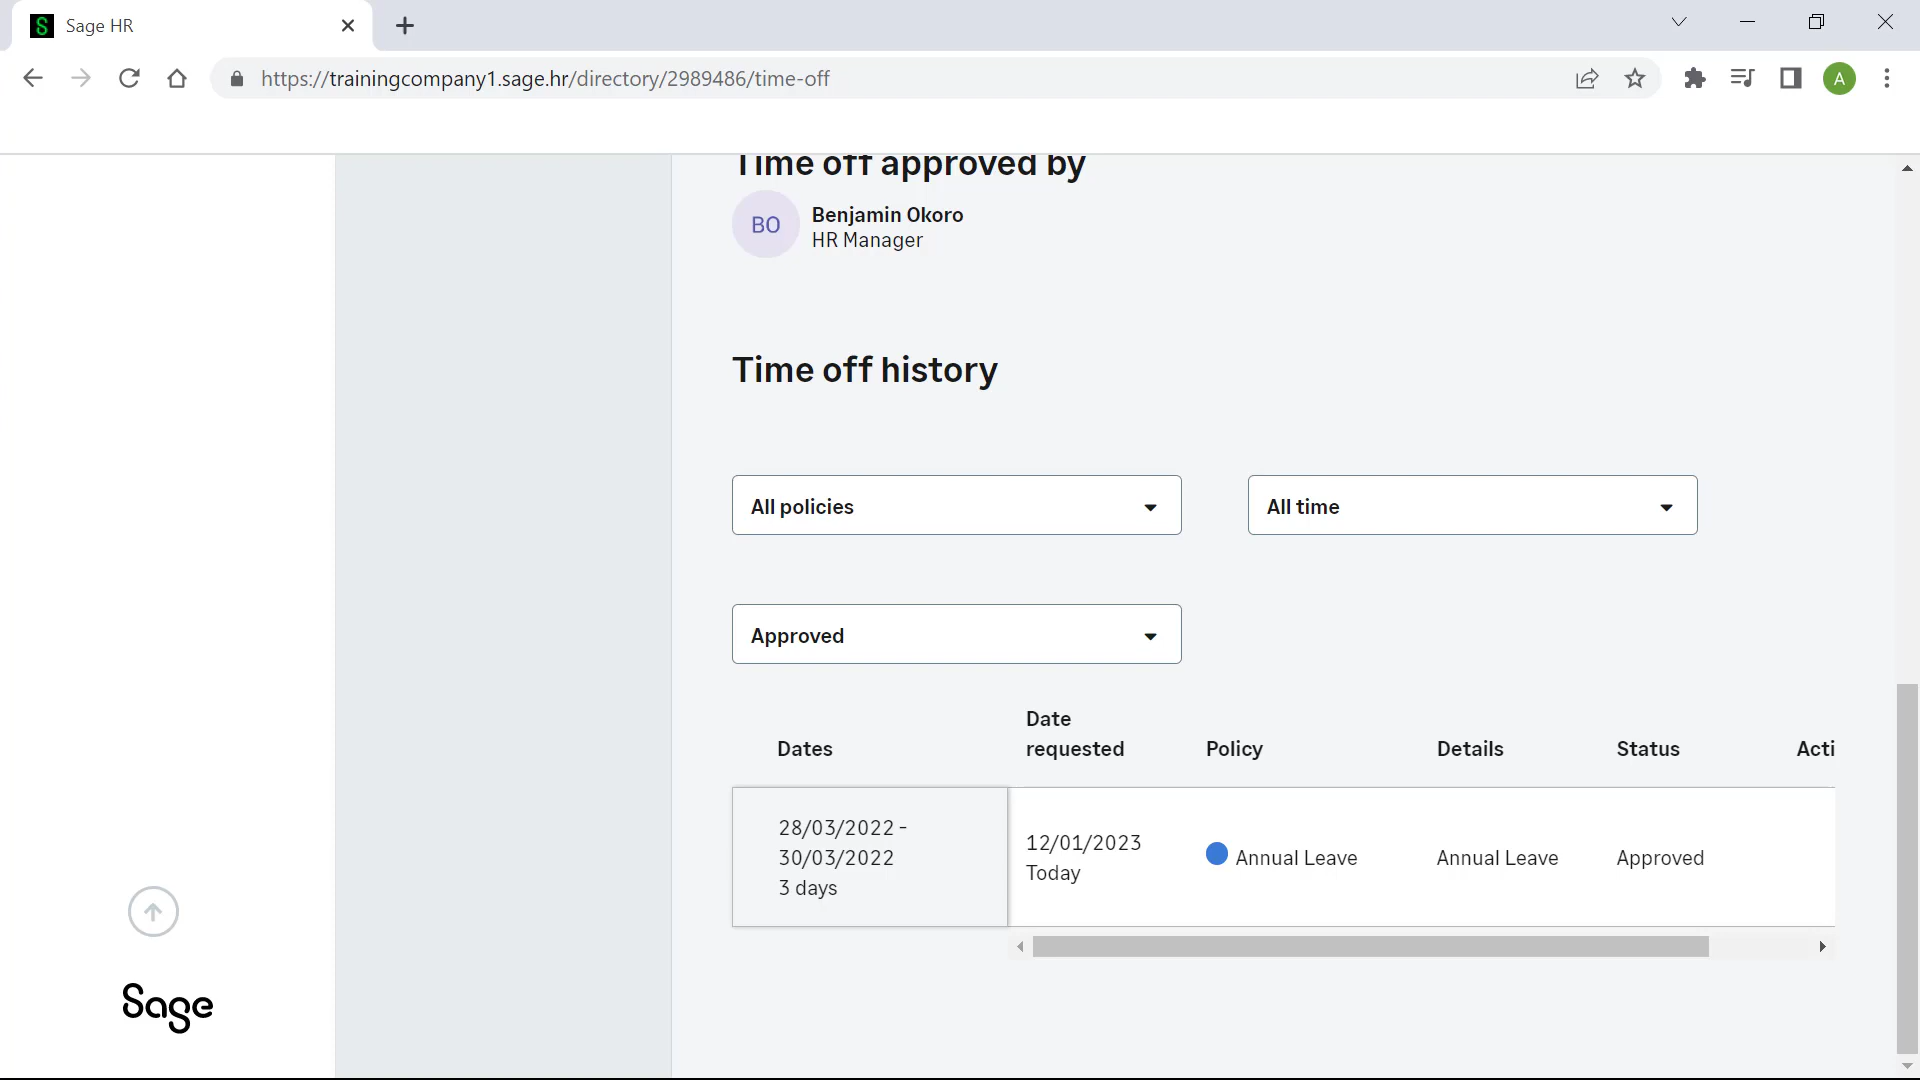 Sage HR
https://trainingcompany1.sage.hr/directory/2989486/time-off
A
Time off approved by
BO
Benjamin Okoro
HR Manager
Time off history
All policies
All time
Approved
Dates
Date
requested
Policy
Details
Status
Acti
28/03/2022 -
30/03/2022
3 days
12/01/2023
Today
Annual Leave
Annual Leave
Approved
Sage